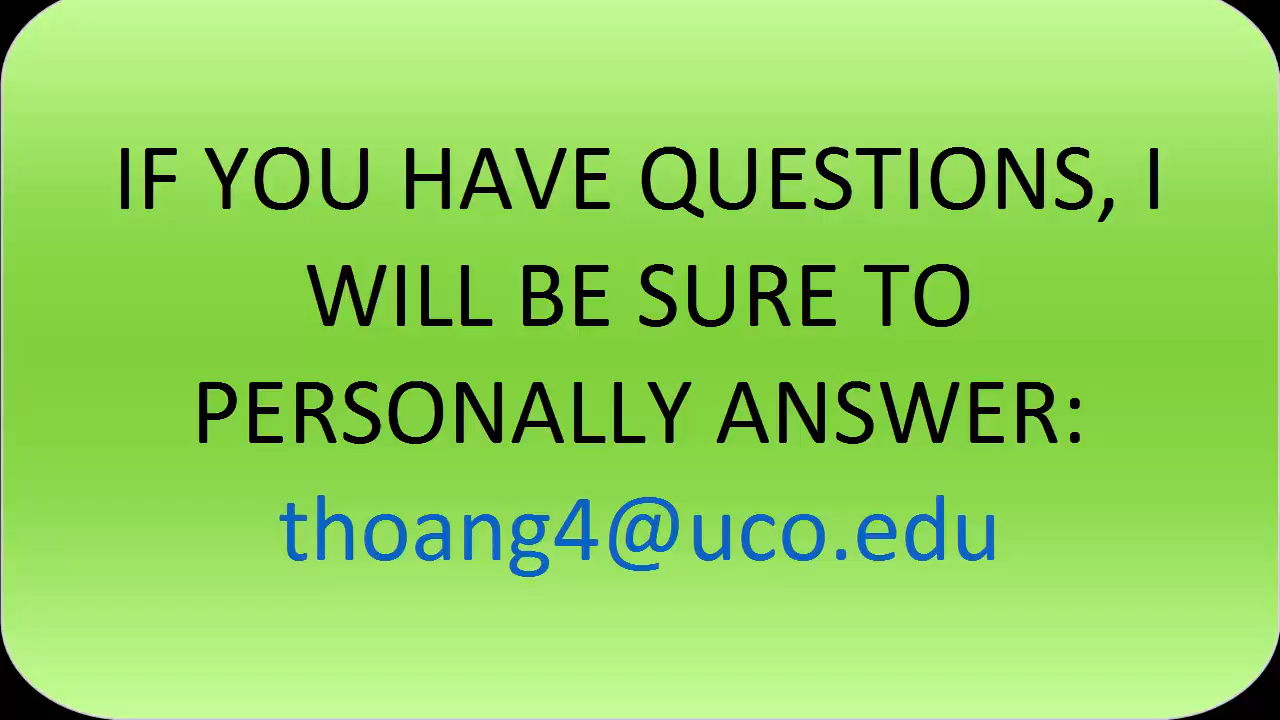 IF YOU HAVE QUESTIONS, I
WILL BE SURE TO
PERSONALLY ANSWER:
thoang4@uco.edu